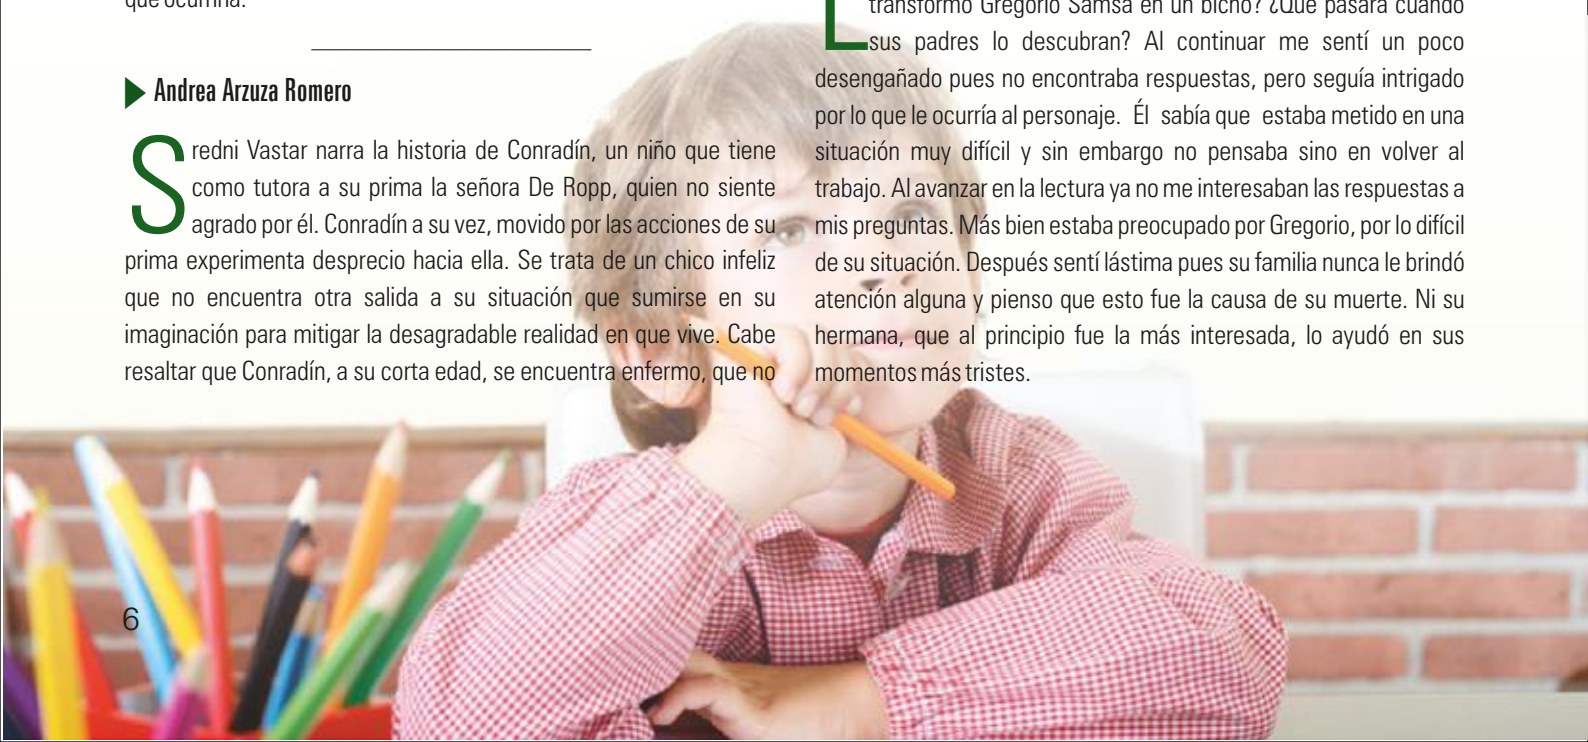 que ocurriría.
Andrea Arzuza Romero
Sredni Vastar narra la historia de Conradín, un niño que tiene
como tutora a su prima la señora De Ropp, quien no siente
agrado por él. Conradín a su vez, movido por las acciones de su
prima experimenta desprecio hacia ella. Se trata de un chico infeliz
que no encuentra otra salida a su situación que sumirse en su
imaginación para mitigar la desagradable realidad en que vive. Cabe
resaltar que Conradín, a su corta edad, se encuentra enfermo, que no
transformó Gregorio Samsa en un bicho? ¿Qué pasará cuando
sus padres lo descubran? Al continuar me sentí un poco
desengañado pues no encontraba respuestas, pero seguía intrigado
por lo que le ocurría al personaje. Él sabía que estaba metido en una
situación muy difícil y sin embargo no pensaba sino en volver al
trabajo. Al avanzar en la lectura ya no me interesaban las respuestas a
mis preguntas. Más bien estaba preocupado por Gregorio, por lo difícil
de su situación. Después sentí lástima pues su familia nunca le brindó
atención alguna y pienso que esto fue la causa de su muerte. Ni su
hermana, que al principio fue la más interesada, lo ayudó en sus
momentos más tristes.
6